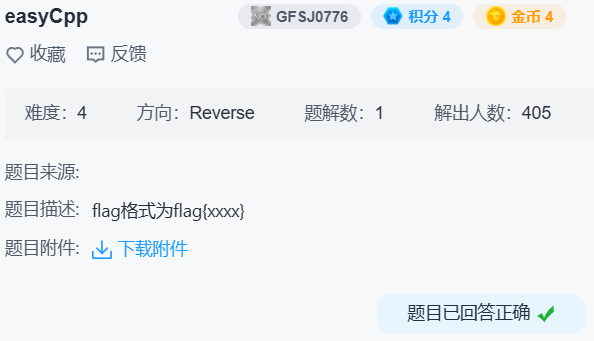 easyCpp GFSJ0776 积分 4 金币 4
收藏 反馈
难度：4 方向：Reverse 题解数：1 解出人数：405
题目来源：
题目描述： flag格式为flag{xxxx}
题目附件： 下载附件
题目已回答正确